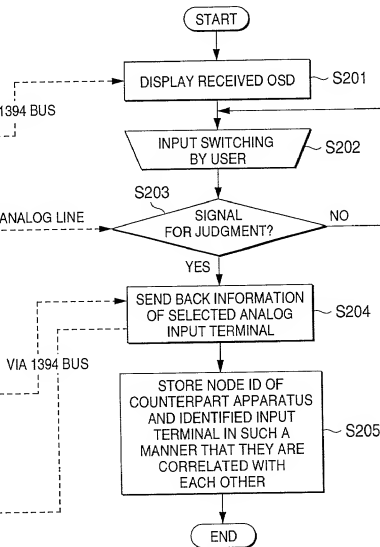 START
DISPLAY RECEIVED OSD
S201
1394 BUS
INPUT SWITCHING
BY USER
S202
S203
ANALOG LINE
SIGNAL
FOR JUDGMENT?
NO
YES
SEND BACK INFORMATION
OF SELECTED ANALOG
INPUT TERMINAL
S204
VIA 1394 BUS
STORE NODE ID OF
COUNTERPART APPARATUS
AND IDENTIFIED INPUT
TERMINAL IN SUCH A
MANNER THAT THEY ARE
CORRELATED WITH
EACH OTHER
S205
END